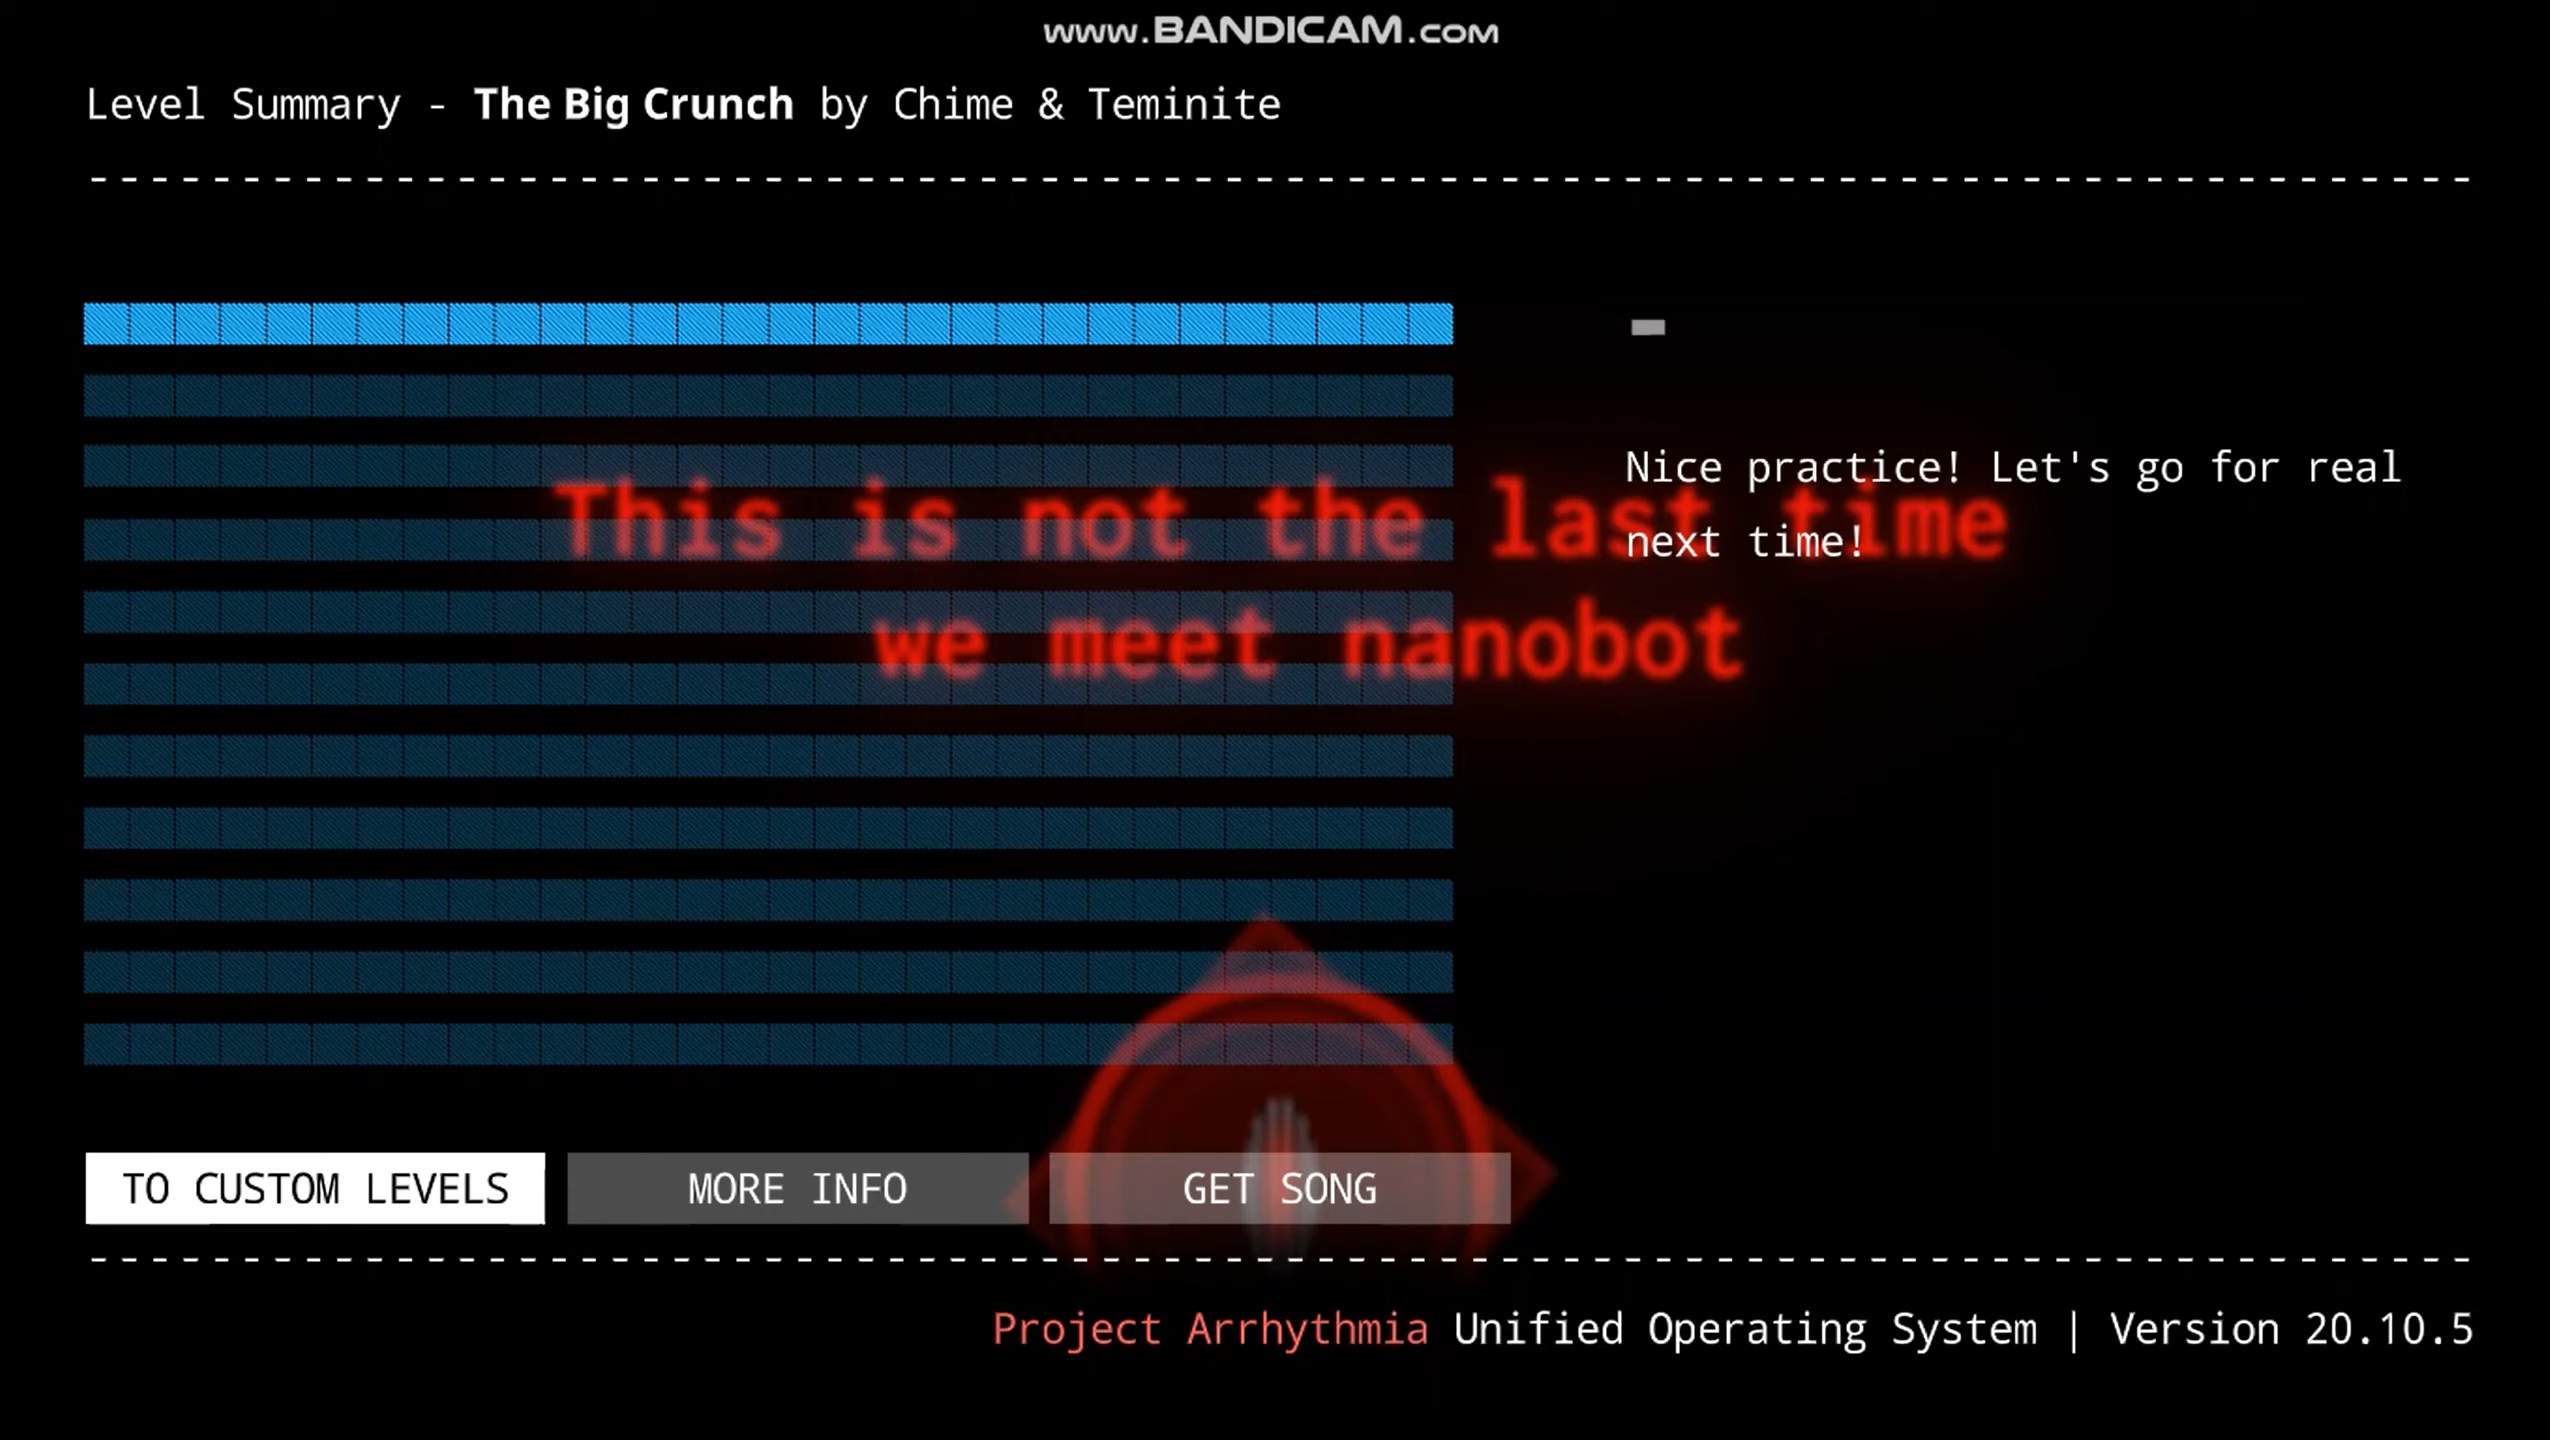 www.BANDICAM.COM
Level Summary - The Big Crunch by Chime & Teminite
Nice practice! Let's go for real
next time!
This is not the last time
we meet nanobot
TO CUSTOM LEVELS
MORE INFO
GET SONG
Project Arrhythmia Unified Operating System | Version 20.10.5